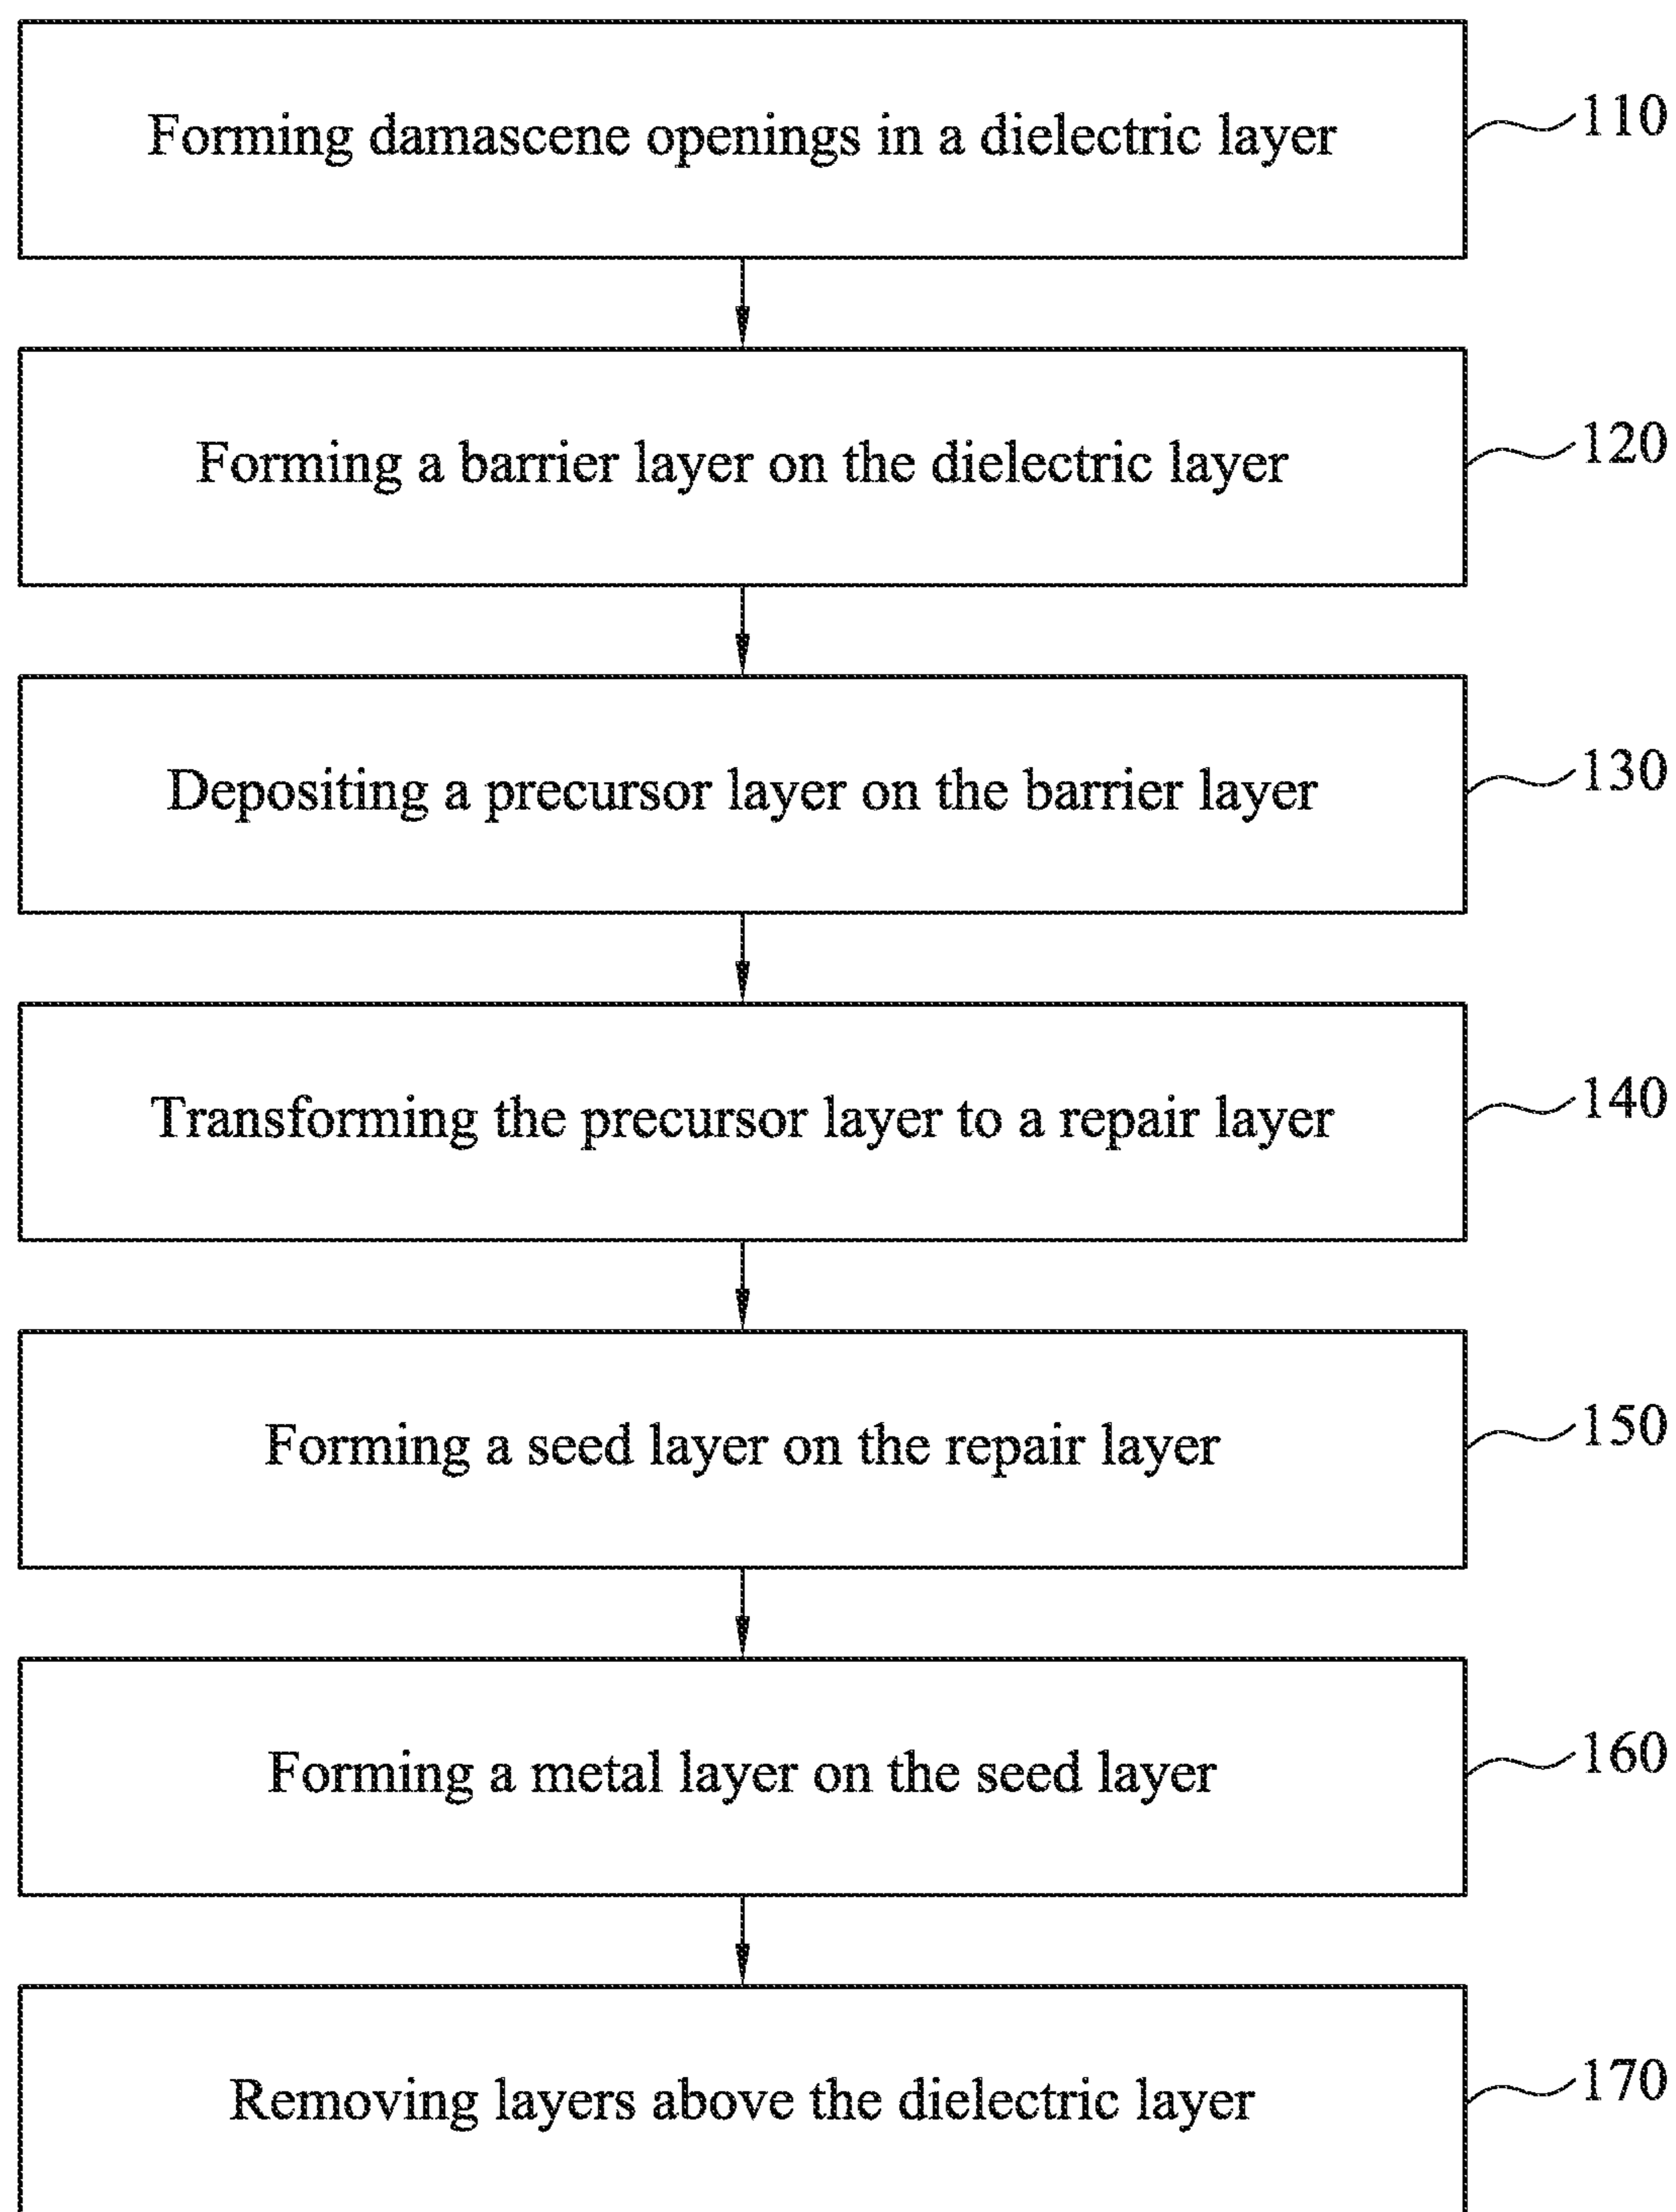 Forming damascene openings in a dielectric layer
110
Forming a barrier layer on the dielectric layer
120
Depositing a precursor layer on the barrier layer
130
Transforming the precursor layer to a repair layer
140
Forming a seed layer on the repair layer
150
Forming a metal layer on the seed layer
160
Removing layers above the dielectric layer
170